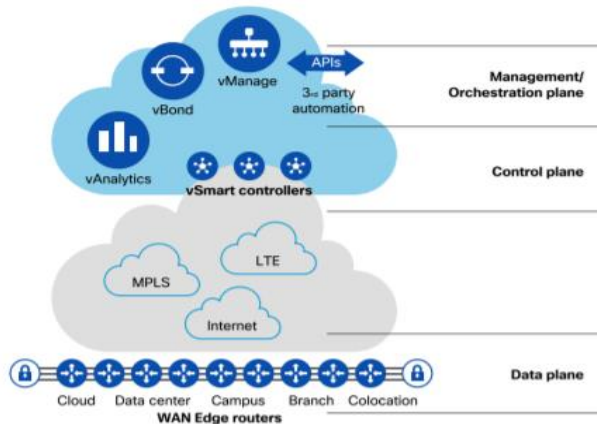 APIs
vManage
3rd party
automation
vBond
vAnalytics
vSmart controllers
Management/
Orchestration plane
Control plane
LTE
MPLS
Internet
Data plane
Cloud Data center Campus Branch Colocation
WAN Edge routers